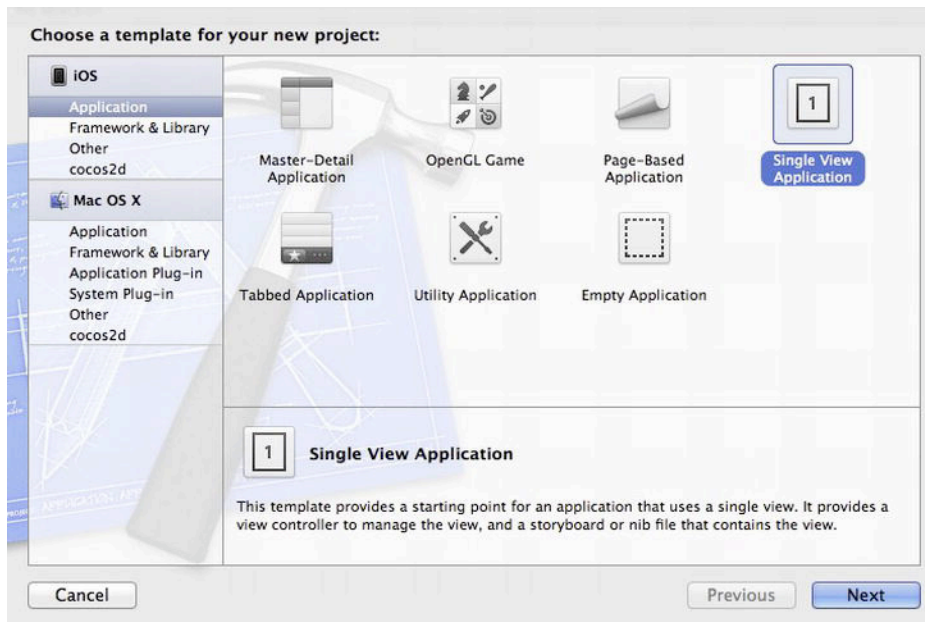 Choose a template for your new project:
iOS
Application
Framework & Library
Other
cocos2d
Mac OS X
Application
Framework & Library
Application Plug-in
System Plug-in
Other
cocos2d
Master-Detail
Application
OpenGL Game
Page-Based
Application
1
Single View
Application
Tabbed Application
Utility Application
Empty Application
1
Single View Application
This template provides a starting point for an application that uses a single view. It provides a
view controller to manage the view, and a storyboard or nib file that contains the view.
Cancel
Previous
Next